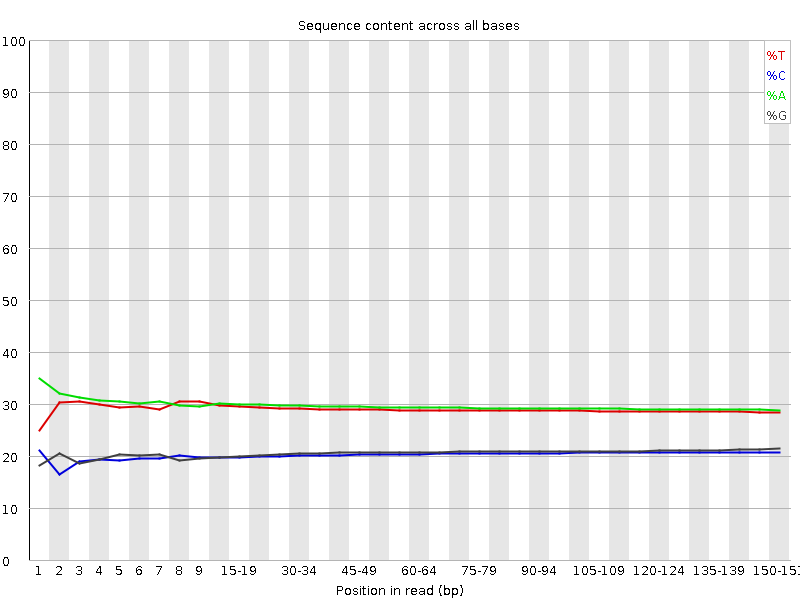 Sequence content across all bases
100
90
80
70
60
50
40
30
20
10
0
%T
%C
%A
%G
1 2 3 4 5 6 7 8 9 15-19 30-34 45-49 60-64 75-79 90-94 105-109 120-124 135-139 150-151
Position in read (bp)